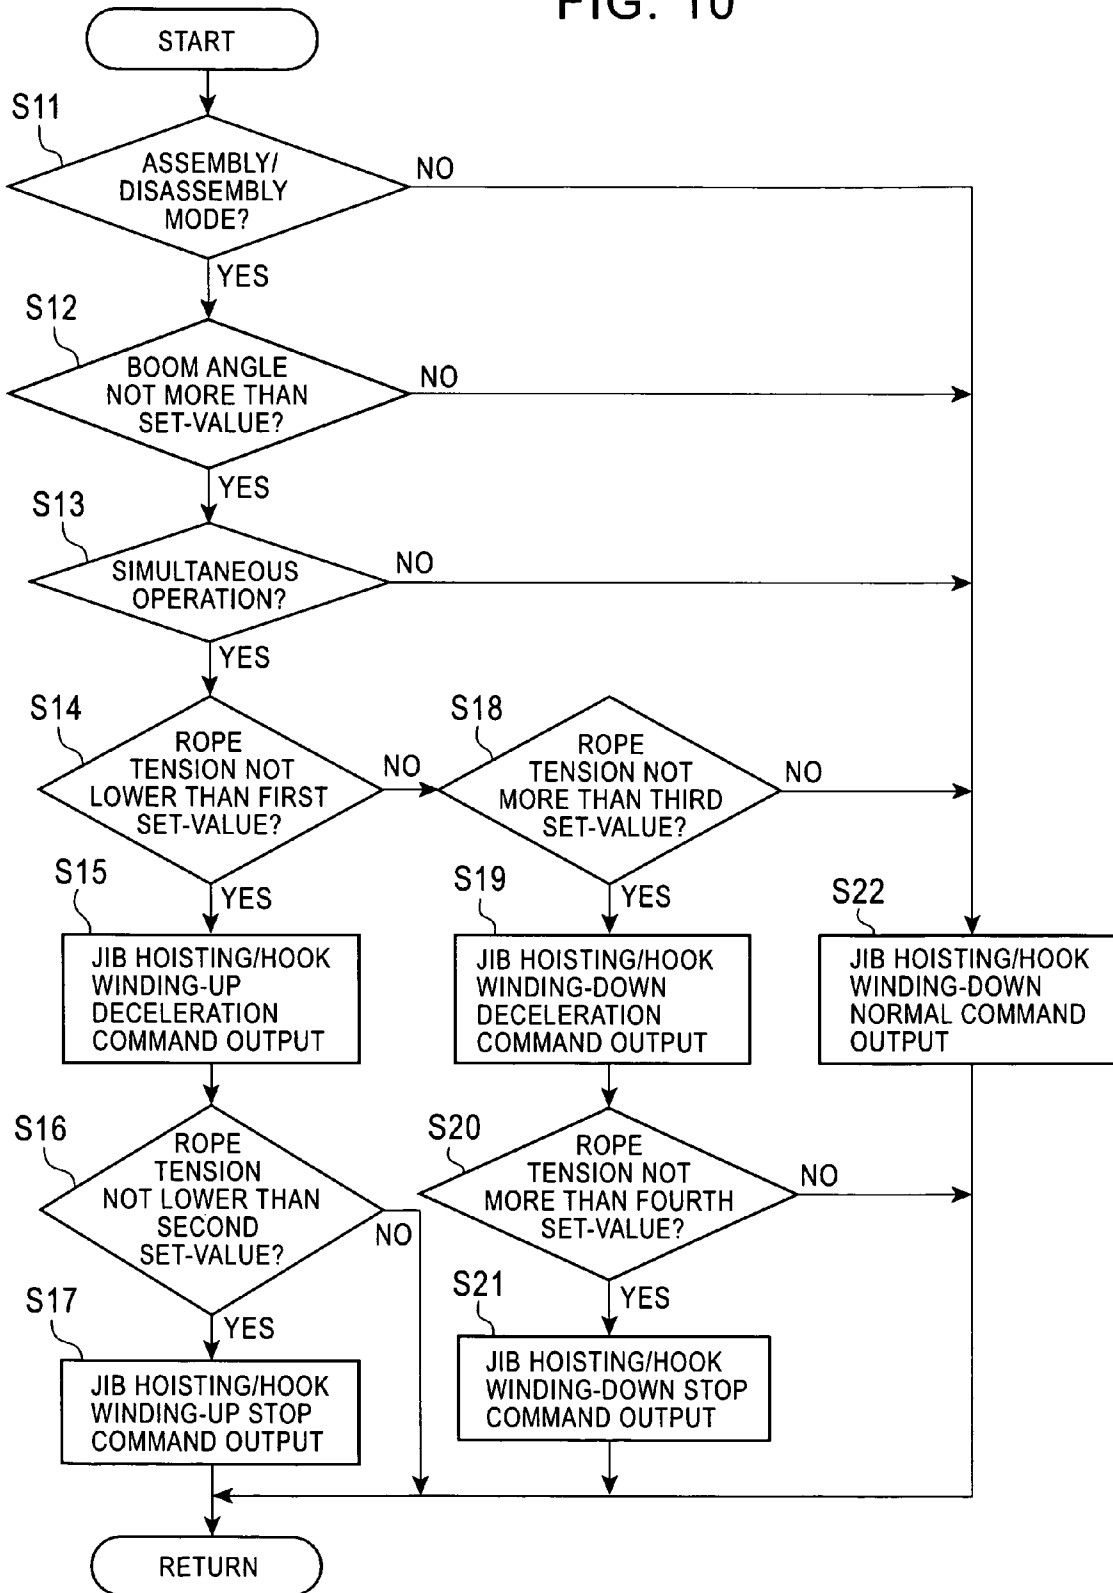 FIG. 10
START
S11
ASSEMBLY/
DISASSEMBLY
MODE?
NO
YES
S12
BOOM ANGLE
NOT MORE THAN
SET-VALUE?
NO
YES
S13
SIMULTANEOUS
OPERATION?
NO
YES
S14
ROPE
TENSION NOT
LOWER THAN FIRST
SET-VALUE?
NO
YES
S18
ROPE
TENSION NOT
MORE THAN THIRD
SET-VALUE?
NO
YES
S15
JIB HOISTING/HOOK
WINDING-UP
DECELERATION
COMMAND OUTPUT
S19
JIB HOISTING/HOOK
WINDING-DOWN
DECELERATION
COMMAND OUTPUT
S22
JIB HOISTING/HOOK
WINDING-DOWN
NORMAL COMMAND
OUTPUT
S16
ROPE
TENSION
NOT LOWER THAN
SECOND
SET-VALUE?
NO
YES
S20
ROPE
TENSION NOT
MORE THAN FOURTH
SET-VALUE?
NO
YES
S17
JIB HOISTING/HOOK
WINDING-UP STOP
COMMAND OUTPUT
S21
JIB HOISTING/HOOK
WINDING-DOWN STOP
COMMAND OUTPUT
RETURN